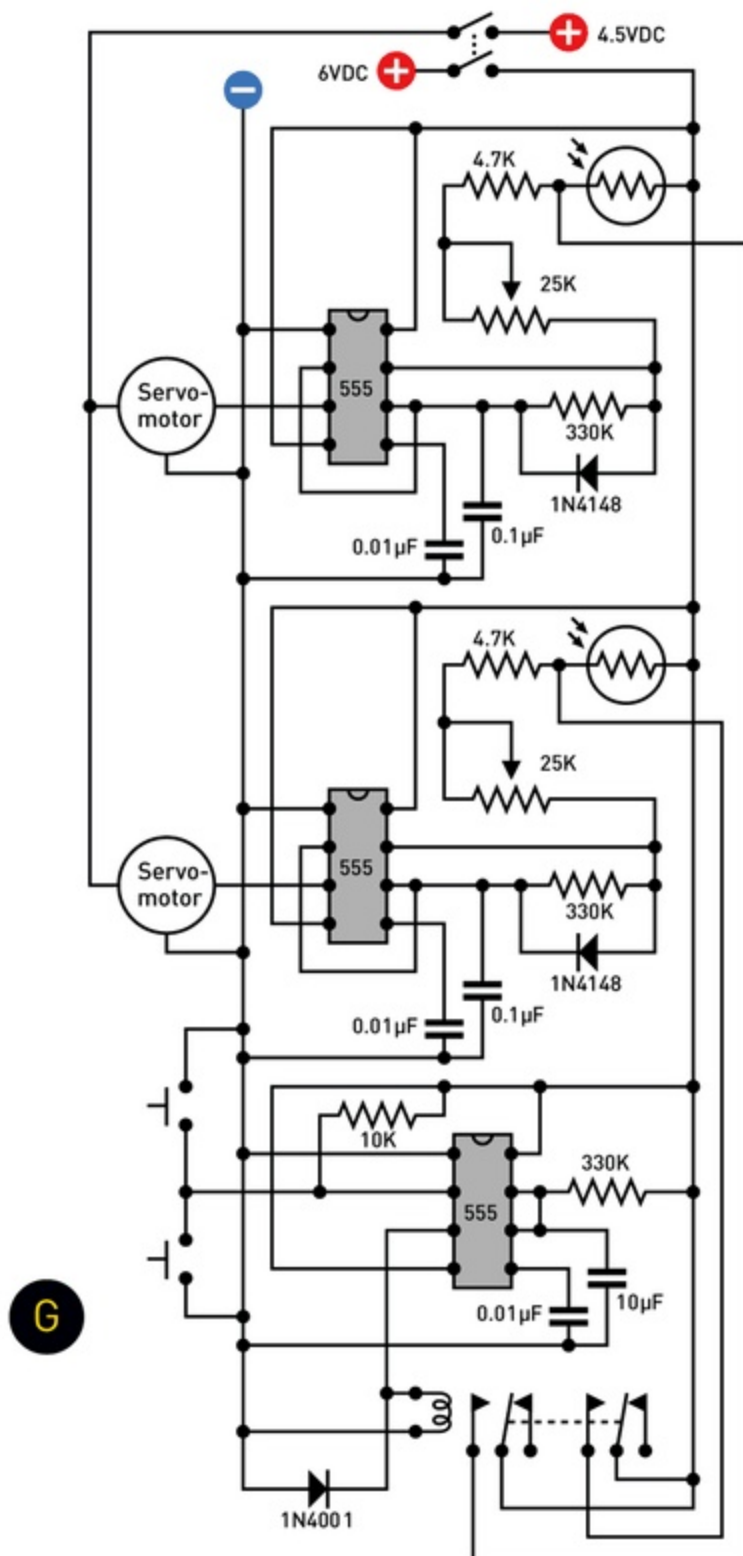 4.5VDC
6VDC
4.7K
25K
555
Servo-
motor
330K
1N4148
0.01µF
0.1µF
4.7K
25K
555
Servo-
motor
330K
1N4148
0.01µF
0.1µF
10K
330K
555
0.01µF
10µF
G
1N4001